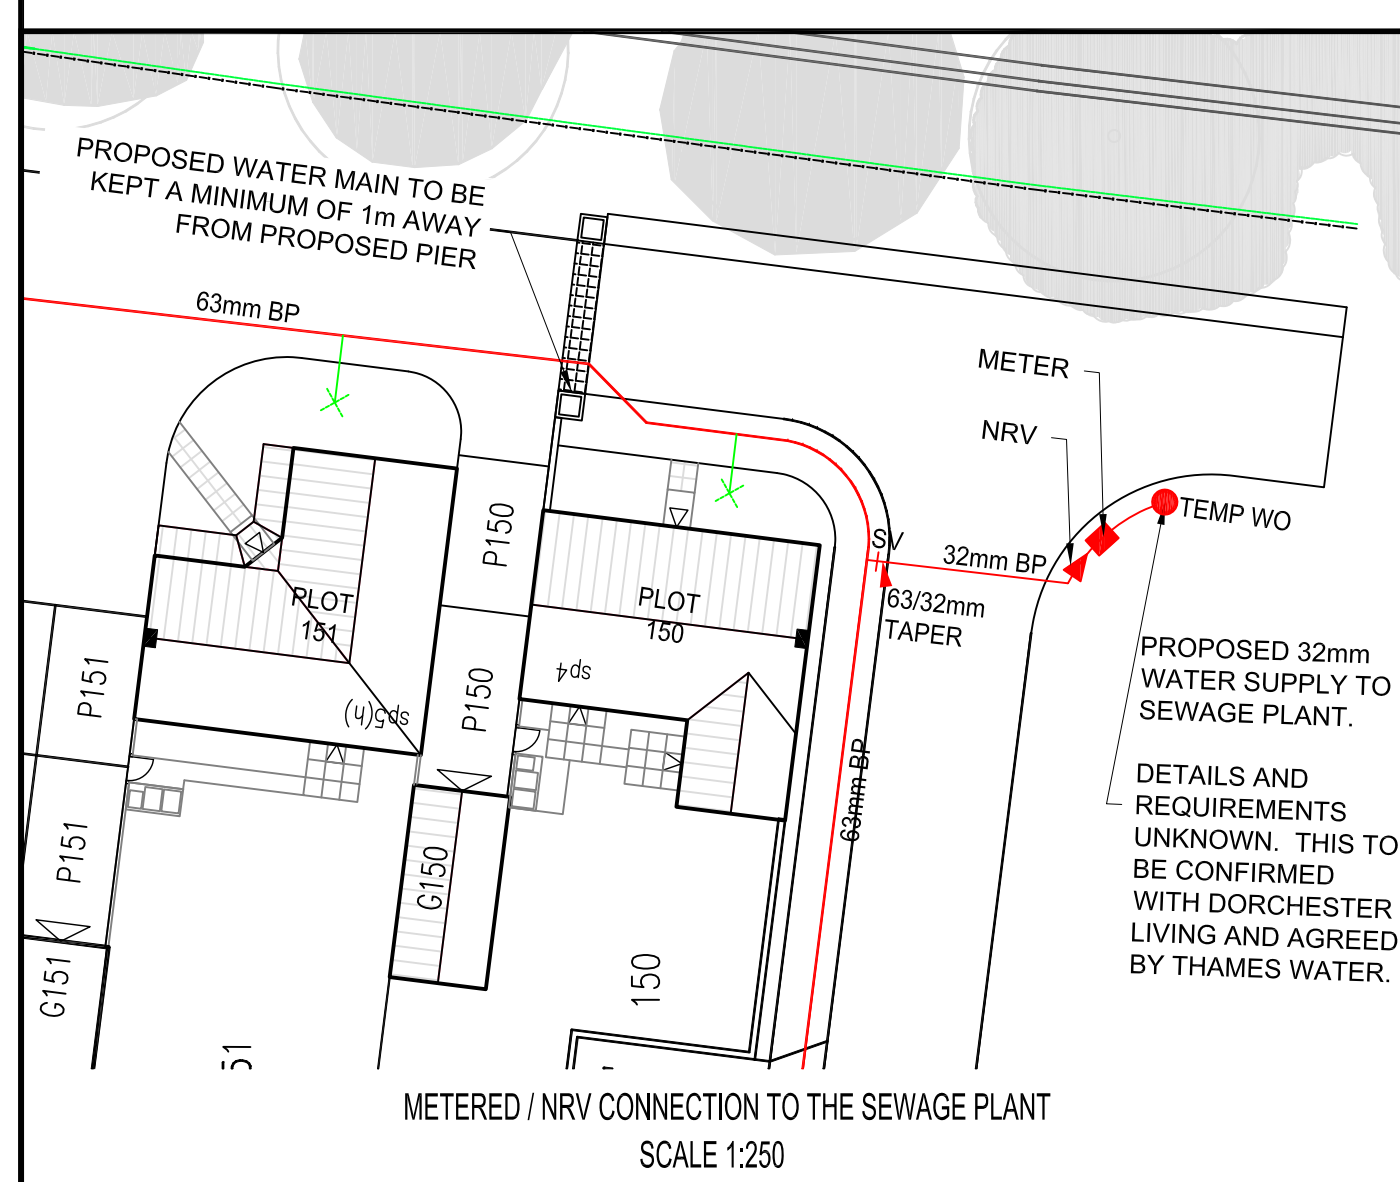 PROPOSED WATER MAIN TO BE
KEPT A MINIMUM OF 1m AWAY
FROM PROPOSED PIER
63mm BP
METER
NRV
TEMP WO
SV
32mm BP
63/32mm
TAPER
P150
PLOT
151
PLOT
150
sp4
sp5(h)
P151
P150
PROPOSED 32mm
WATER SUPPLY TO
SEWAGE PLANT.
63mm BP
DETAILS AND
REQUIREMENTS
UNKNOWN. THIS TO
BE CONFIRMED
WITH DORCHESTER
LIVING AND AGREED
BY THAMES WATER.
P151
G150
G151
150
51
METERED / NRV CONNECTION TO THE SEWAGE PLANT
SCALE 1:250